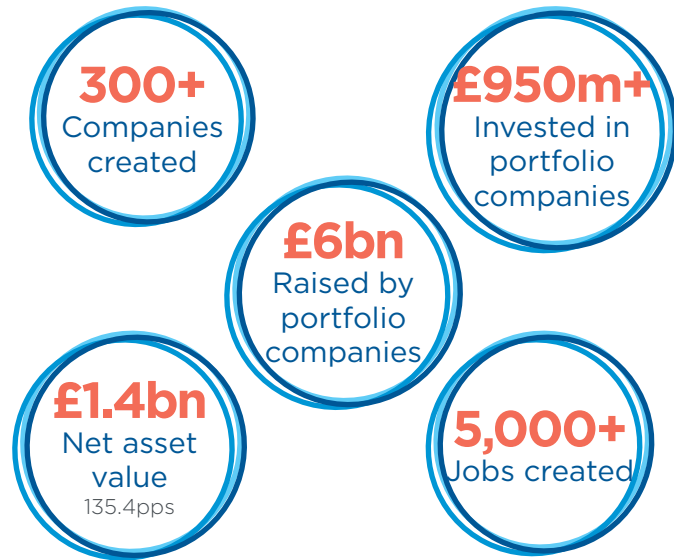 300+
Companies
created
£950m+
Invested in
portfolio
companies
£6bn
Raised by
portfolio
companies
£1.4bn
Net asset
value
135.4pps
5,000+
Jobs created